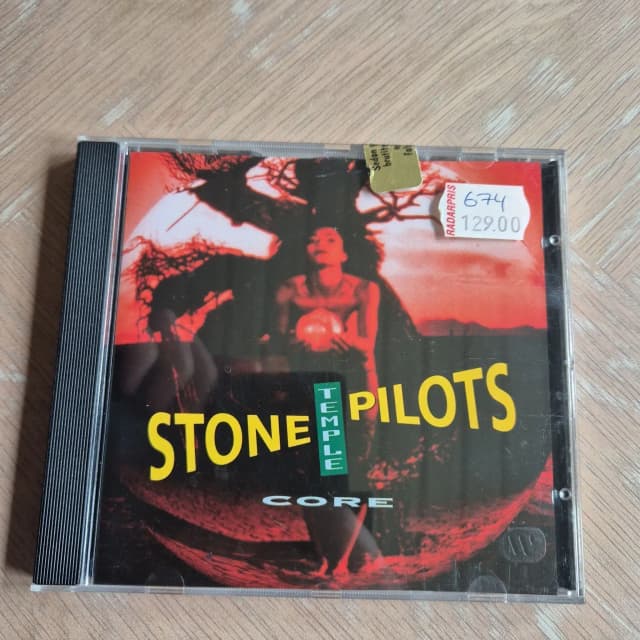 RADARPRIS
674
129.00
STONE
TEMPLE
PILOTS
CORE